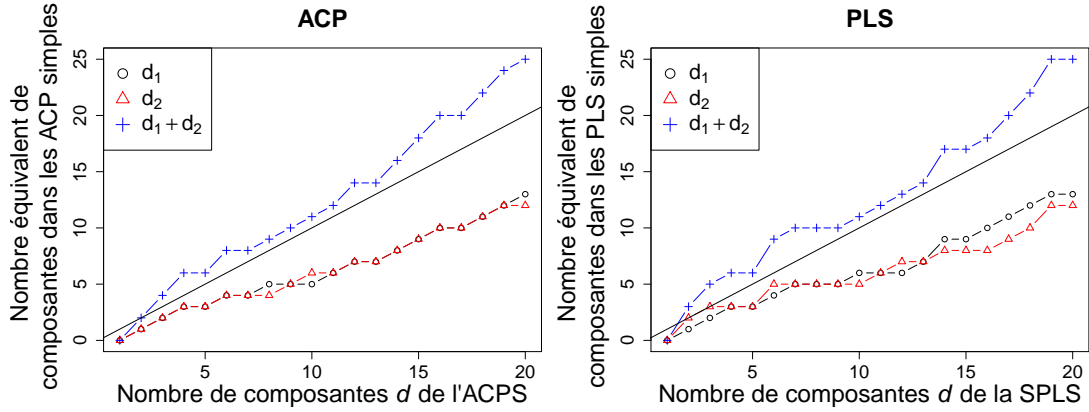 ACP
Nombre équivalent de
composantes dans les ACP simples
25
20
15
10
5
0
d1
d2
d1+d2
5
10
15
20
Nombre de composantes d de l'ACPS
PLS
Nombre équivalent de
composantes dans les PLS simples
25
20
15
10
5
0
d1
d2
d1+d2
5
10
15
20
Nombre de composantes d de la SPLS